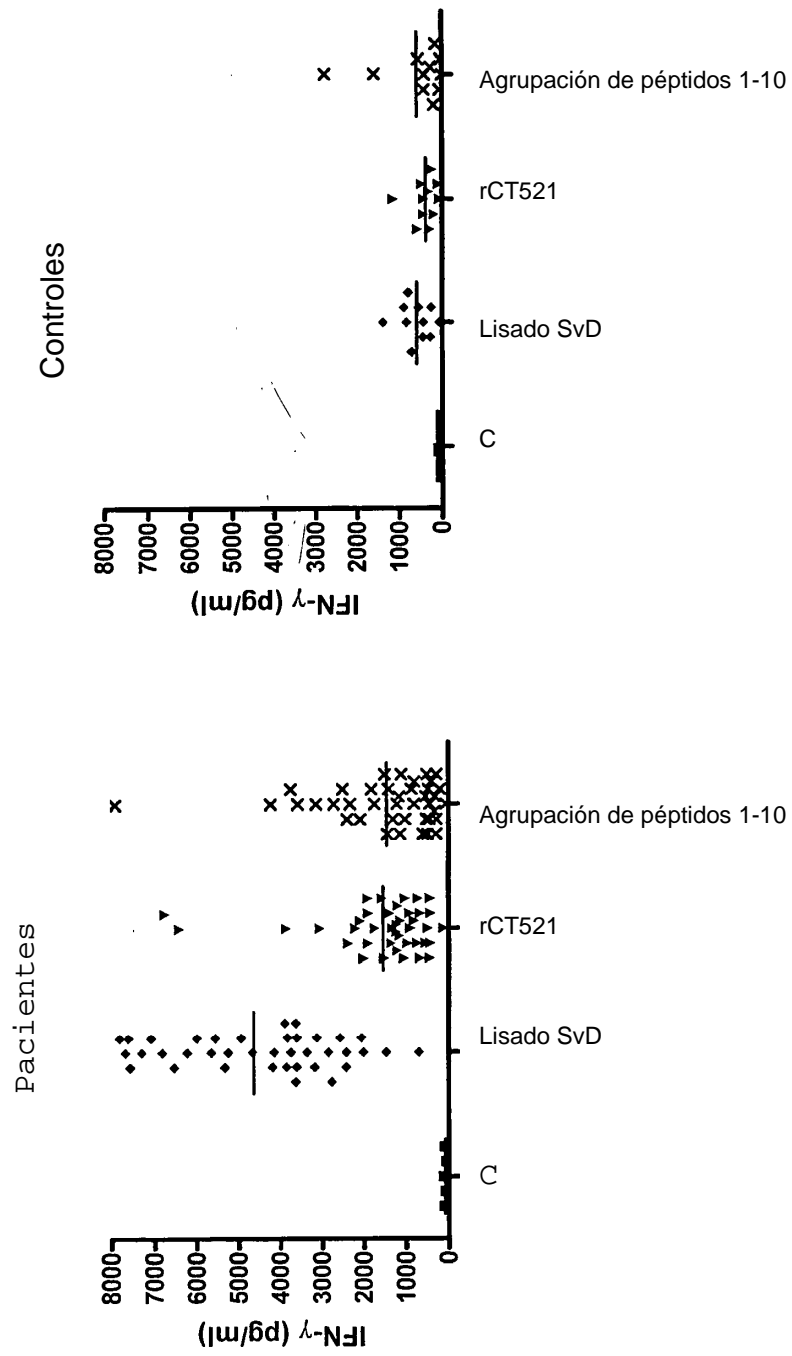 Controles
IFN-γ (pg/ml)
8000
7000
6000
5000
4000
3000
2000
1000
0
C
Lisado SvD
rCT521
Agrupación de péptidos 1-10
Pacientes
IFN-γ (pg/ml)
8000
7000
6000
5000
4000
3000
2000
1000
0
C
Lisado SvD
rCT521
Agrupación de péptidos 1-10